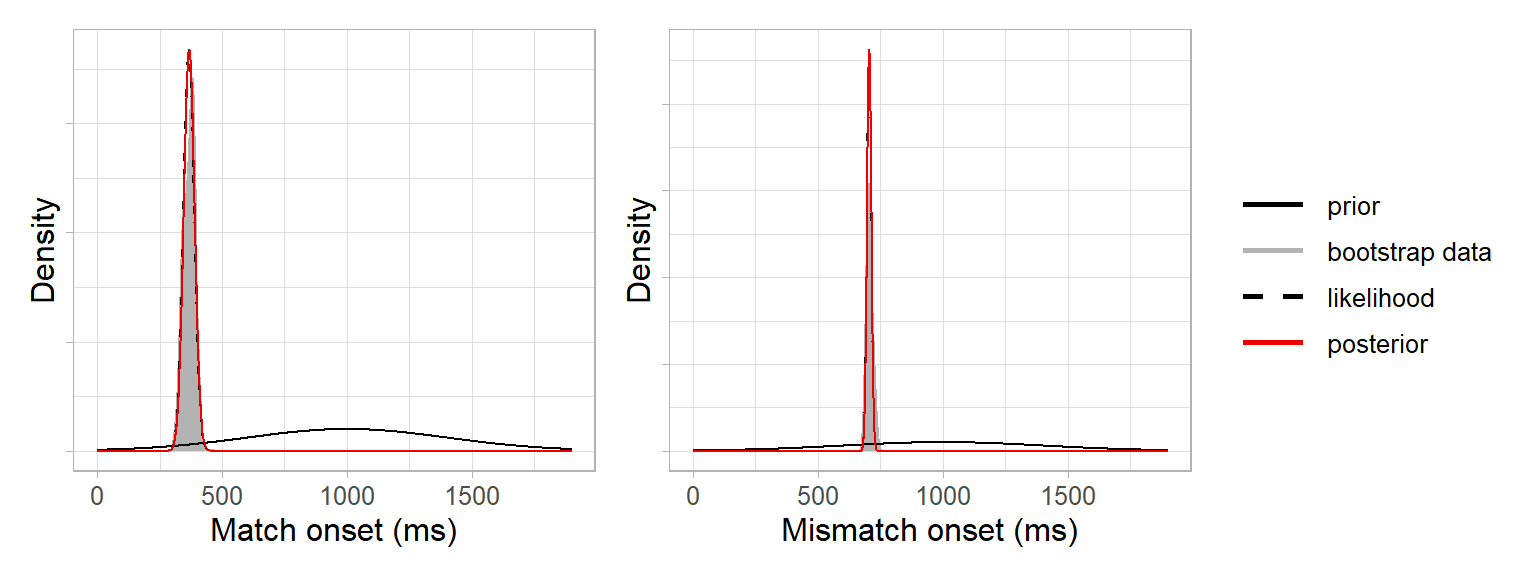 Density
0 500 1000 1500
Match onset (ms)
Density
0 500 1000 1500
Mismatch onset (ms)
prior
bootstrap data
likelihood
posterior